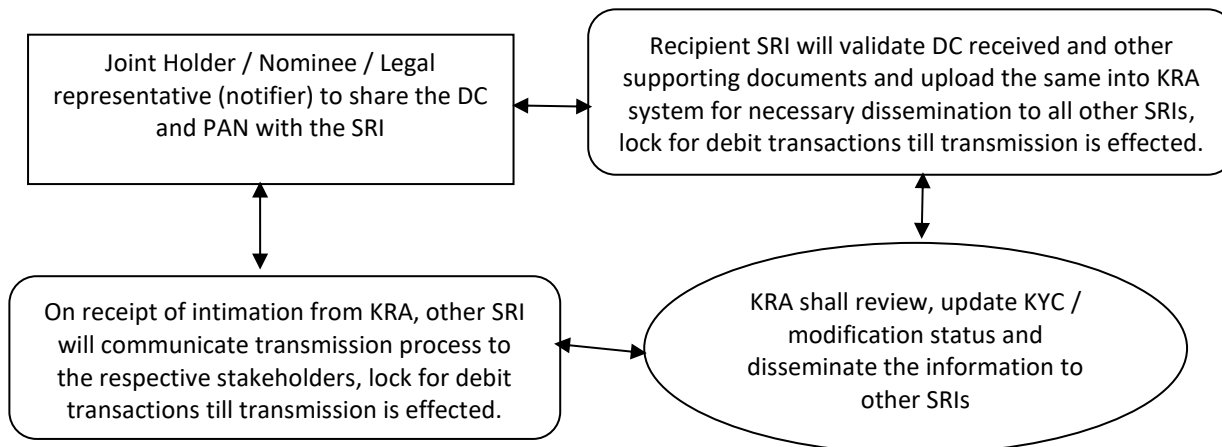 Joint Holder / Nominee / Legal
representative (notifier) to share the DC
and PAN with the SRI
Recipient SRI will validate DC received and other
supporting documents and upload the same into KRA
system for necessary dissemination to all other SRIs,
lock for debit transactions till transmission is effected.
On receipt of intimation from KRA, other SRI
will communicate transmission process to
the respective stakeholders, lock for debit
transactions till transmission is effected.
KRA shall review, update KYC /
modification status and
disseminate the information to
other SRIs